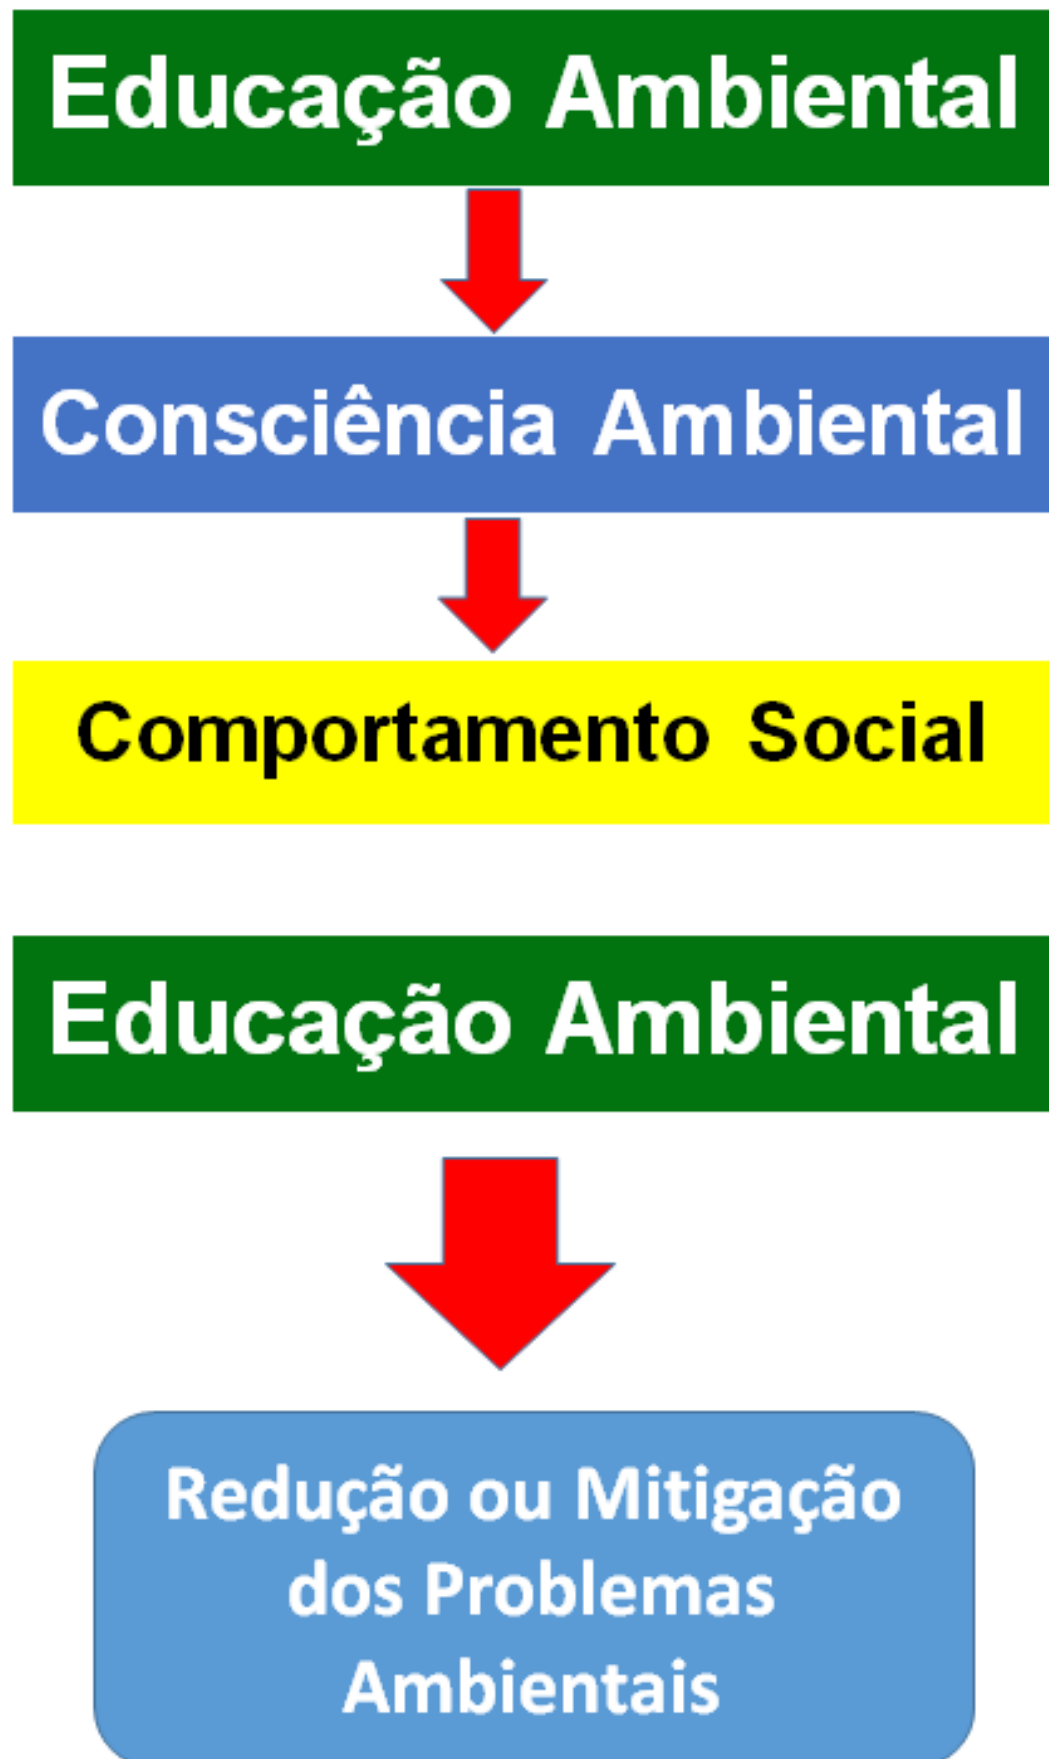 Educação Ambiental
Consciência Ambiental
Comportamento Social
Educação Ambiental
Redução ou Mitigação
dos Problemas
Ambientais